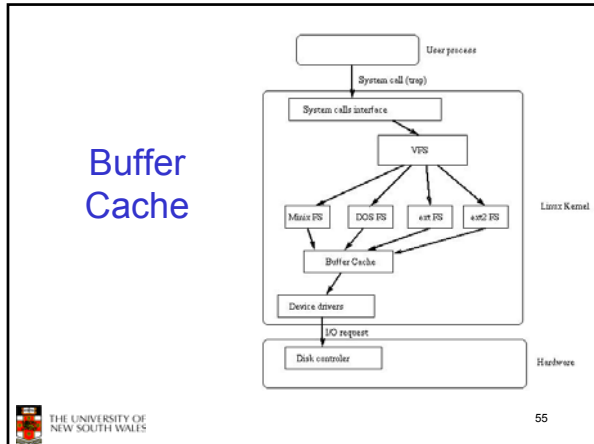 Buffer
Cache
User process
System call (trap)
System calls interface
VFS
Linux Kernel
Minix FS
DOS FS
ext FS
ext2 FS
Buffer Cache
Device drivers
I/O request
Disk controler
Hardware
THE UNIVERSITY OF
NEW SOUTH WALES
55